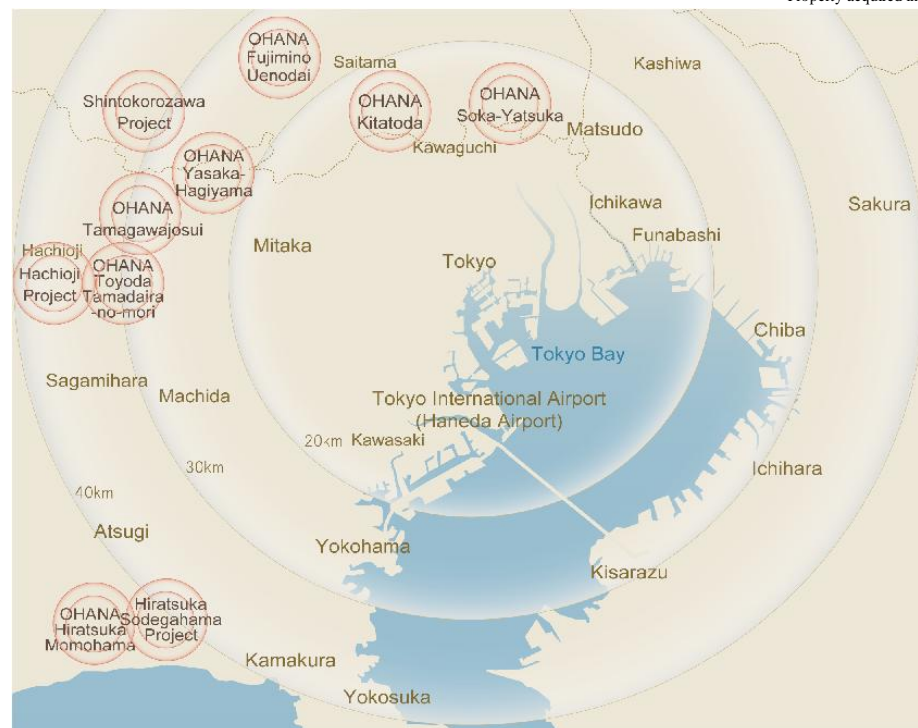 OHANA
Fujimino
Uenodai
Saitama
Kashiwa
Shintokorozawa
Project
OHANA
Kitatoda
OHANA
Soka-Yatsuka
Matsudo
Kawaguchi
OHANA
Yasaka-
Hagiyama
OHANA
Tamagawajosui
Ichikawa
Sakura
Funabashi
Mitaka
Hachioji
Hachioji
Project
OHANA
Toyoda
Tamadaira
-no-mori
Tokyo
Chiba
Tokyo Bay
Sagamihara
Machida
Tokyo International Airport
(Haneda Airport)
20km
Kawasaki
30km
Ichihara
40km
Atsugi
Yokohama
Kisarazu
OHANA
Hiratsuka
Momohama
Hiratsuka
Sodegahama
Project
Kamakura
Yokosuka